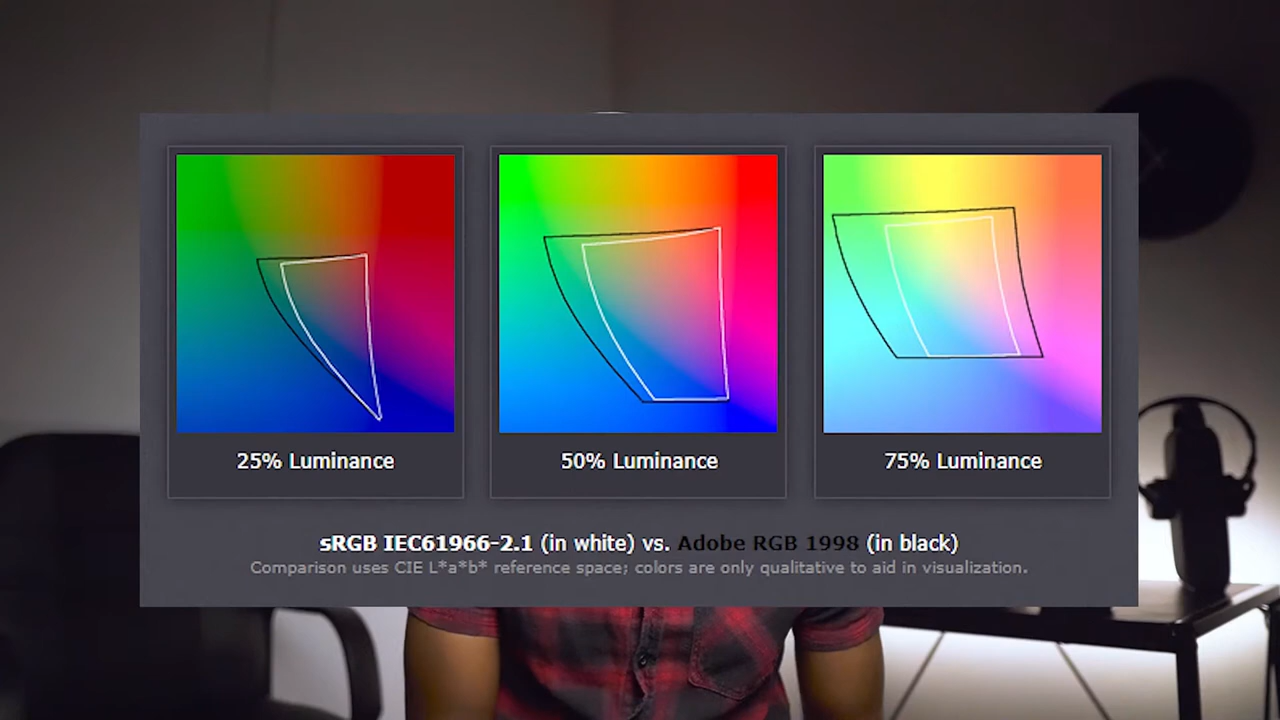 25% Luminance
50% Luminance
75% Luminance
sRGB IEC61966-2.1 (in white) vs. Adobe RGB 1998 (in black)
Comparison uses CIE L*a*b* reference space; colors are only qualitative to aid in visualization.